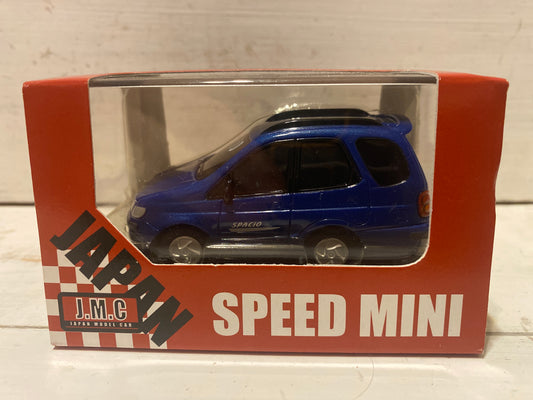 SPACIO
JAPAN
J.M.C
JAPAN MODEL CAR
SPEED MINI